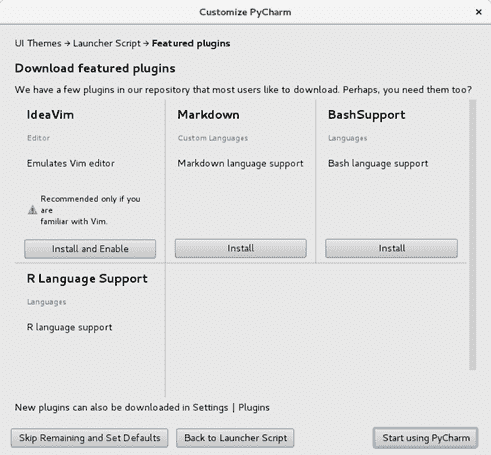 Customize PyCharm
×
UI Themes → Launcher Script → Featured plugins
Download featured plugins
We have a few plugins in our repository that most users like to download. Perhaps, you need them too?
IdeaVim
Editor
Emulates Vim editor
Recommended only if you
are
familiar with Vim.
Install and Enable
Markdown
Custom Languages
Markdown language support
Install
BashSupport
Languages
Bash language support
Install
R Language Support
Languages
R language support
New plugins can also be downloaded in Settings | Plugins
Skip Remaining and Set Defaults
Back to Launcher Script
Start using PyCharm